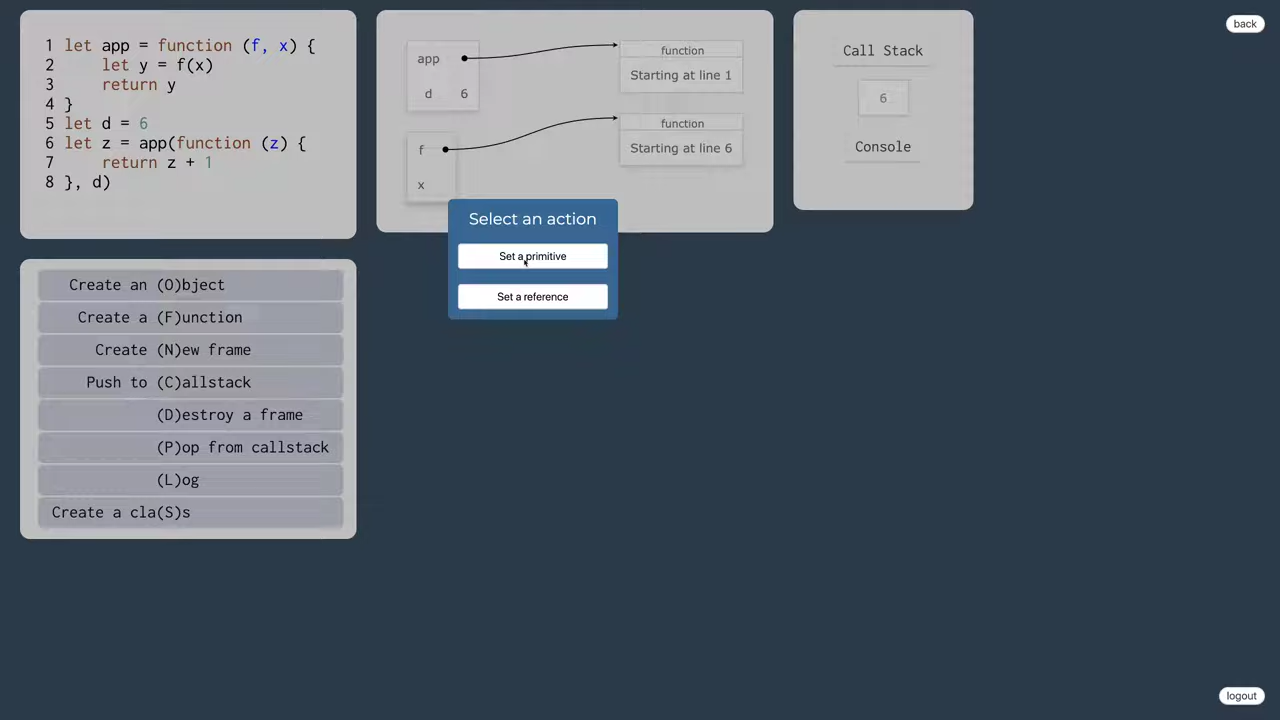 back
1 let app = function (f, x) {
2     let y = f(x)
3     return y
4 }
5 let d = 6
6 let z = app(function (z) {
7     return z + 1
8 }, d)
app
d 6
function
Starting at line 1
f
x
function
Starting at line 6
Call Stack
6
Console
Select an action
Set a primitive
Set a reference
Create an (O)bject
Create a (F)unction
Create (N)ew frame
Push to (C)allstack
(D)estroy a frame
(P)op from callstack
(L)og
Create a cla(S)s
logout